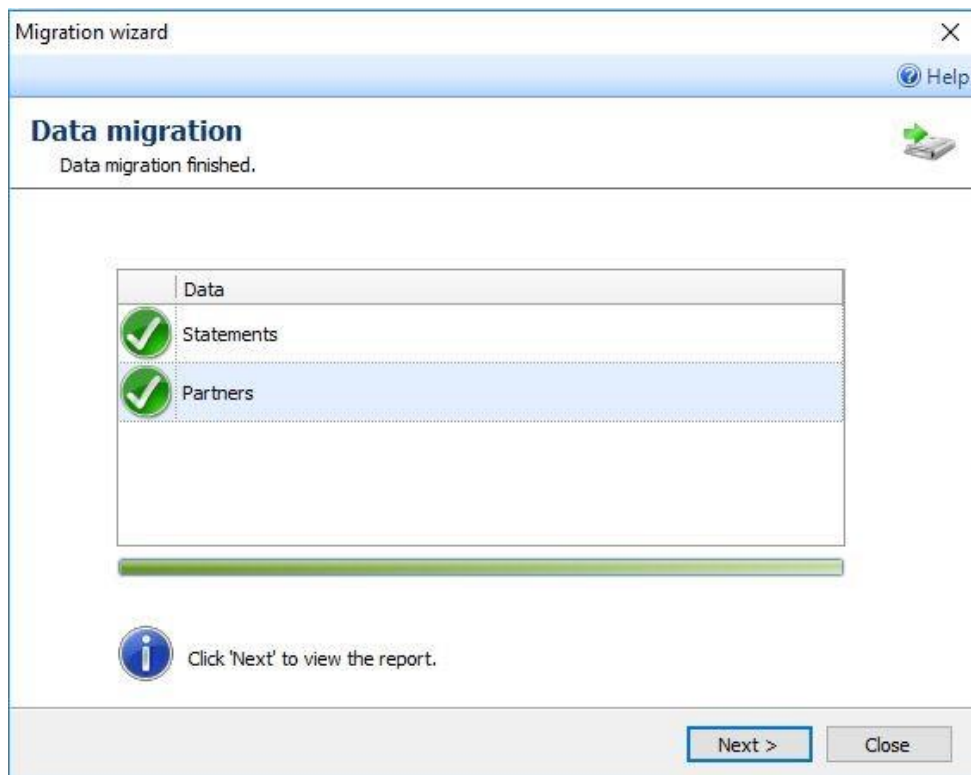 Migration wizard
Help
Data migration
Data migration finished.
Data
Statements
Partners
Click 'Next' to view the report.
Next >
Close